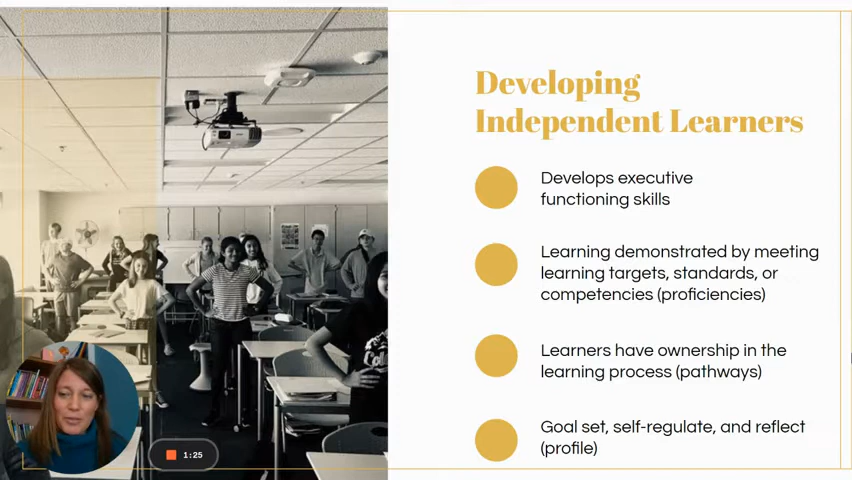 Developing
Independent Learners
Develops executive
functioning skills
Learning demonstrated by meeting
learning targets, standards, or
competencies (proficiencies)
Learners have ownership in the
learning process (pathways)
Goal set, self-regulate, and reflect
(profile)
1:25